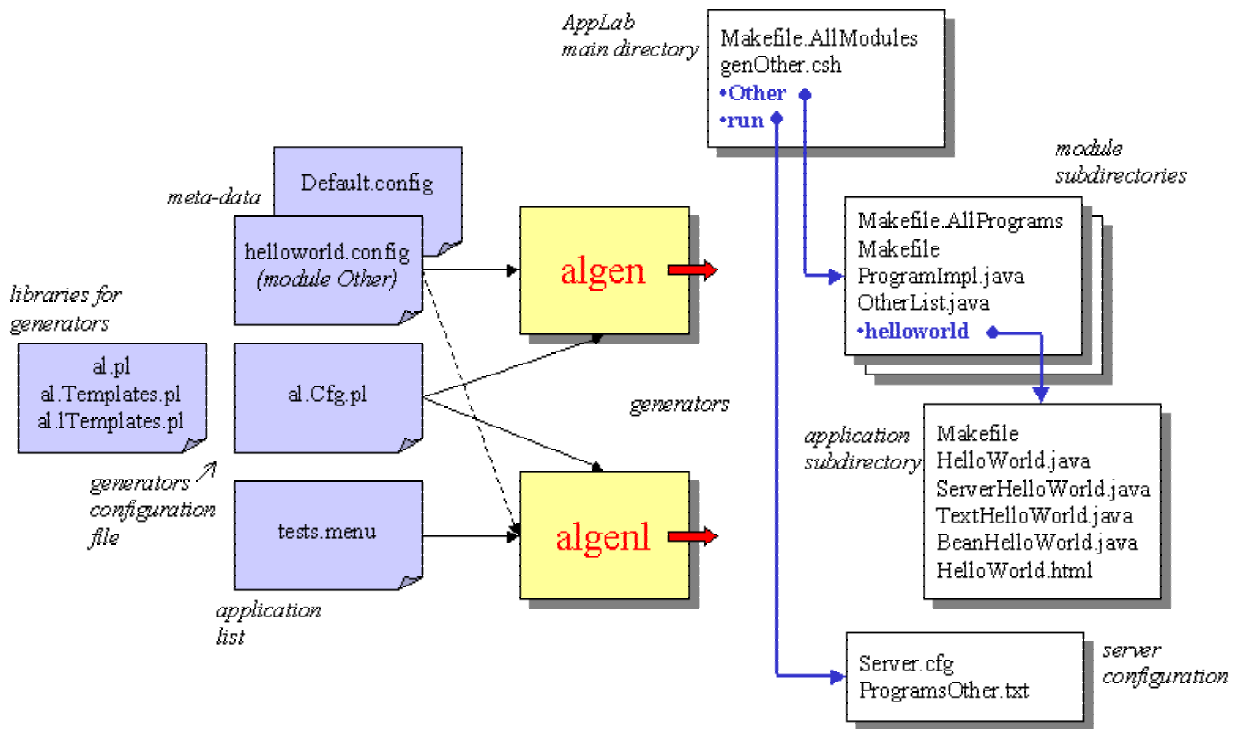 AppLab
main directory
Makefile.AllModules
genOther.csh
•Other
•run
module
subdirectories
meta-data
Default.config
helloworld.config
(module Other)
algen
Makefile.AllPrograms
Makefile
ProgramImpl.java
OtherList.java
•helloworld
libraries for
generators
al.pl
al.Templates.pl
al.lTemplates.pl
al.Cfg.pl
generators
generators
configuration
file
application
subdirectory
Makefile
HelloWorld.java
ServerHelloWorld.java
TextHelloWorld.java
BeanHelloWorld.java
HelloWorld.html
tests.menu
algenl
application
list
Server.cfg
ProgramsOther.txt
server
configuration